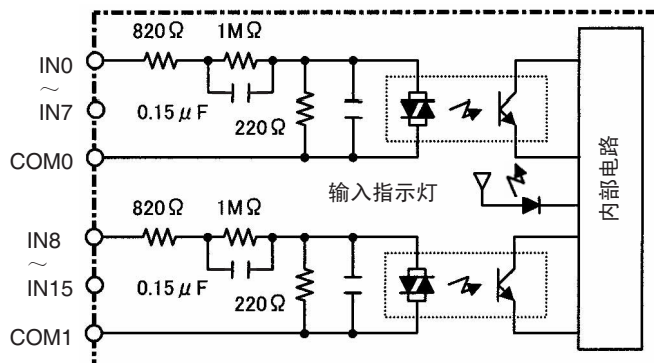 820Ω 1MΩ
IN0
～
IN7
0.15μF
220Ω
COM0
输入指示灯
内部电路
820Ω 1MΩ
IN8
～
IN15
0.15μF
220Ω
COM1